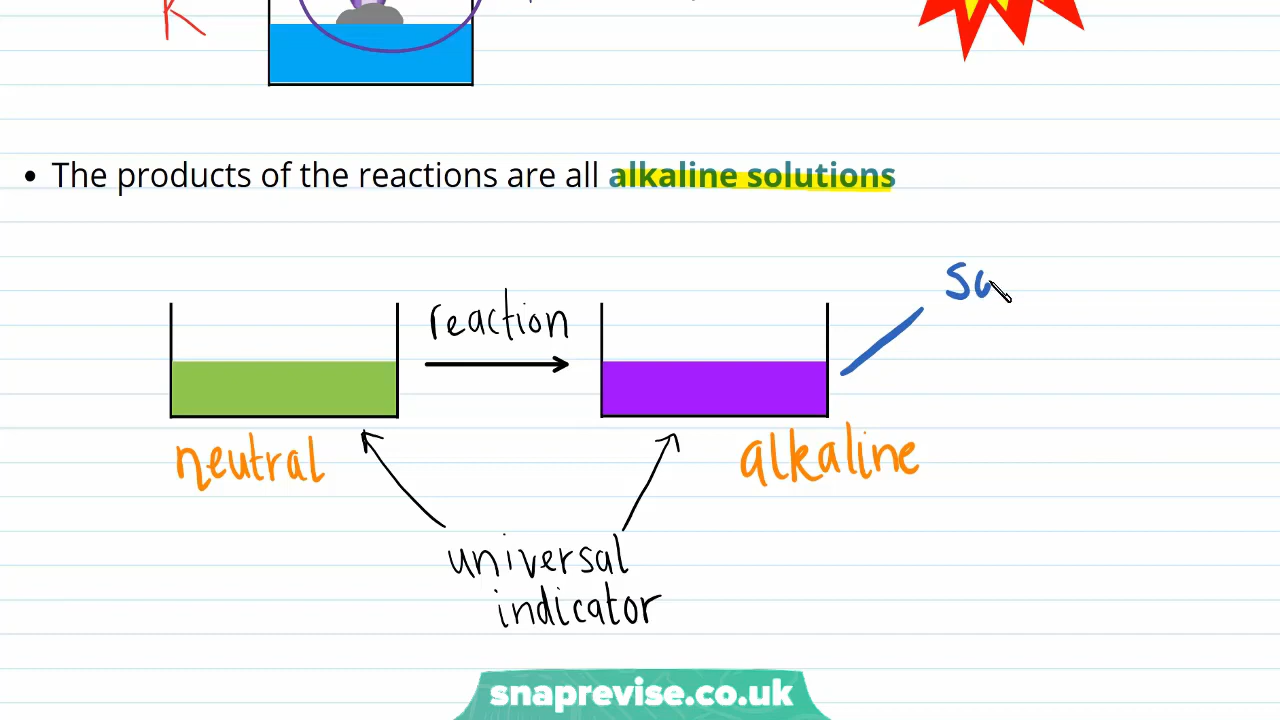 K
• The products of the reactions are all alkaline solutions
reaction
neutral
alkaline
universal
indicator
snaprevise.co.uk